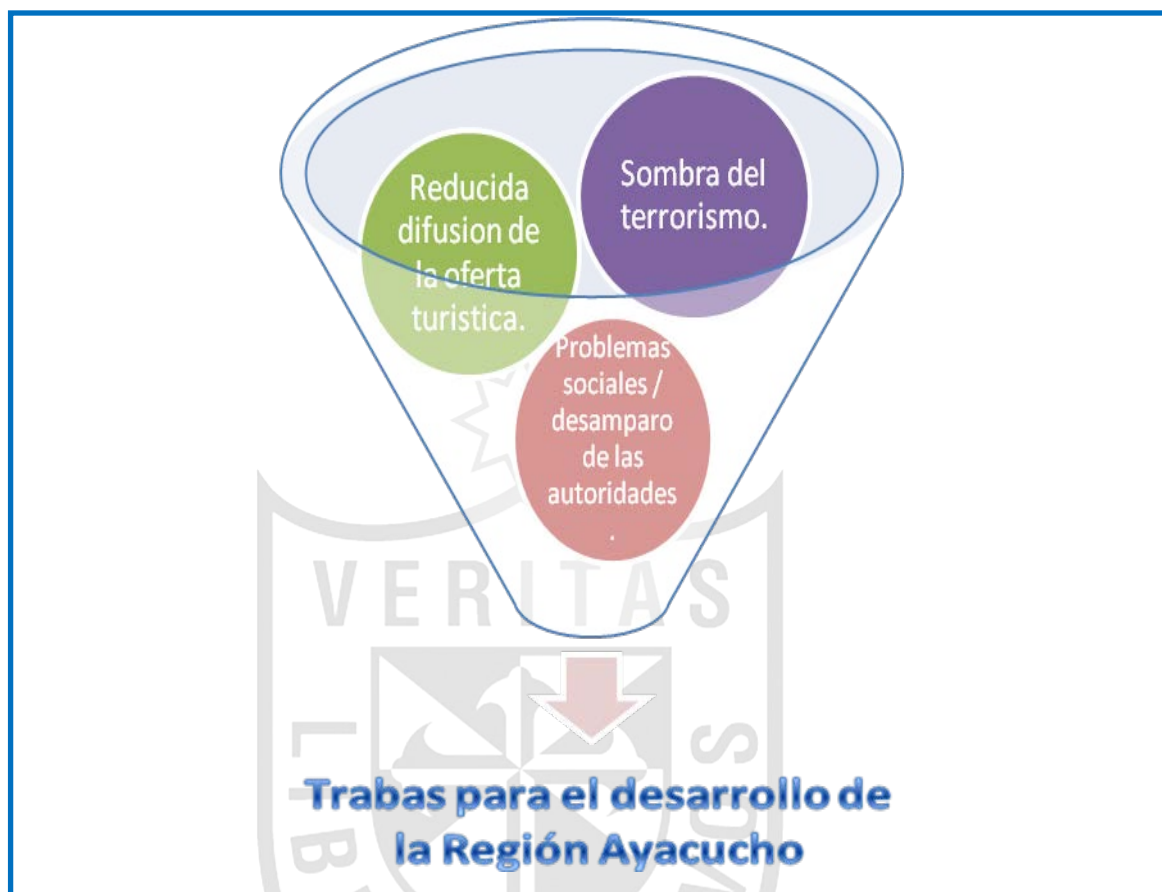 Reducida
difusion de
la oferta
turistica.
Sombra del
terrorismo.
Problemas
sociales /
desamparo
de las
autoridades
.
VERITAS
LIB
Trabas para el desarrollo de
la Región Ayacucho